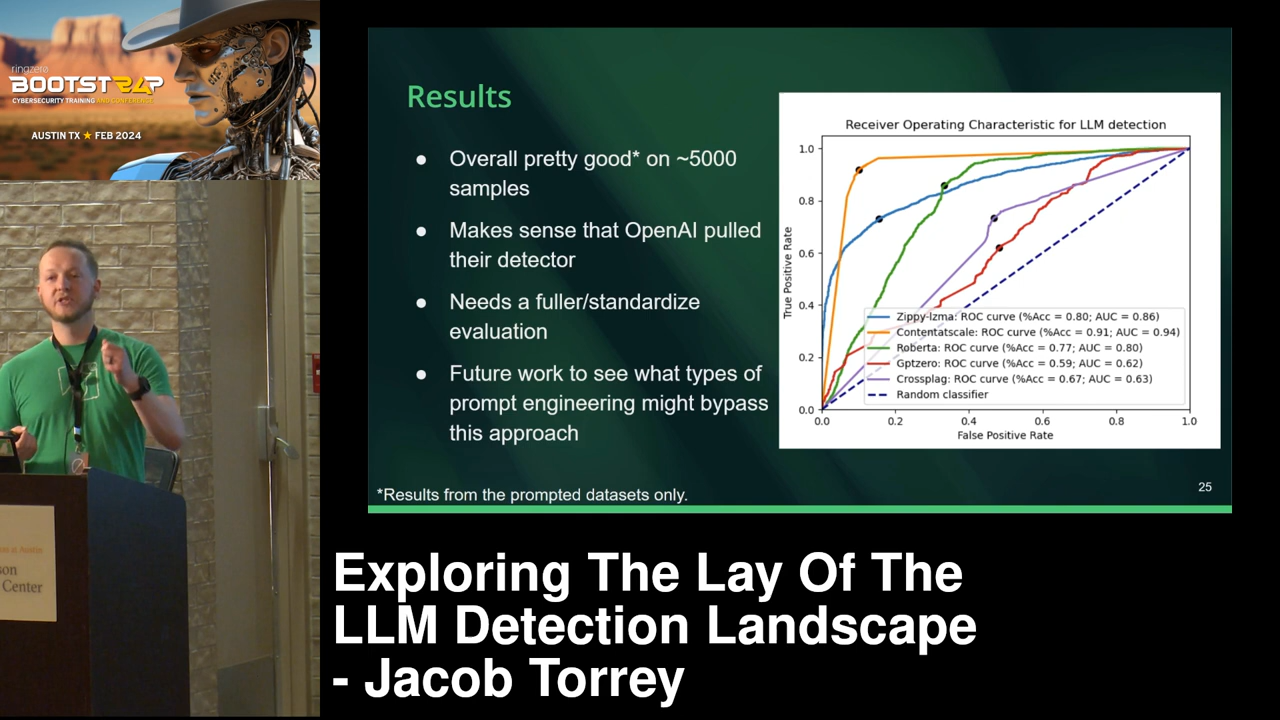 ringzer0
BOOTSTR24P
CYBERSECURITY TRAINING AND CONFERENCE
AUSTIN TX ★ FEB 2024
Results
● Overall pretty good* on ~5000
samples
● Makes sense that OpenAI pulled
their detector
● Needs a fuller/standardize
evaluation
● Future work to see what types of
prompt engineering might bypass
this approach
*Results from the prompted datasets only.
Receiver Operating Characteristic for LLM detection
True Positive Rate
1.0
0.8
0.6
0.4
0.2
0.0
Zippy-lzma: ROC curve (%Acc = 0.80; AUC = 0.86)
Contentatscale: ROC curve (%Acc = 0.91; AUC = 0.94)
Roberta: ROC curve (%Acc = 0.77; AUC = 0.80)
Gptzero: ROC curve (%Acc = 0.59; AUC = 0.62)
Crossplag: ROC curve (%Acc = 0.67; AUC = 0.63)
Random classifier
0.0 0.2 0.4 0.6 0.8 1.0
False Positive Rate
25
at Austin
son
Center
Exploring The Lay Of The
LLM Detection Landscape
- Jacob Torrey